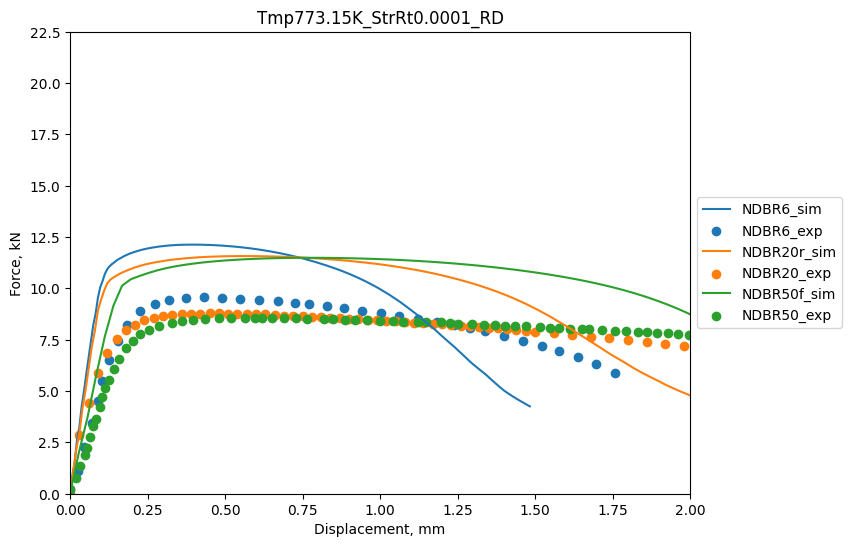 Tmp773.15K_StrRt0.0001_RD
22.5
20.0
17.5
15.0
12.5
10.0
7.5
5.0
2.5
0.0
Force, kN
0.00 0.25 0.50 0.75 1.00 1.25 1.50 1.75 2.00
Displacement, mm
NDBR6_sim
NDBR6_exp
NDBR20r_sim
NDBR20_exp
NDBR50f_sim
NDBR50_exp